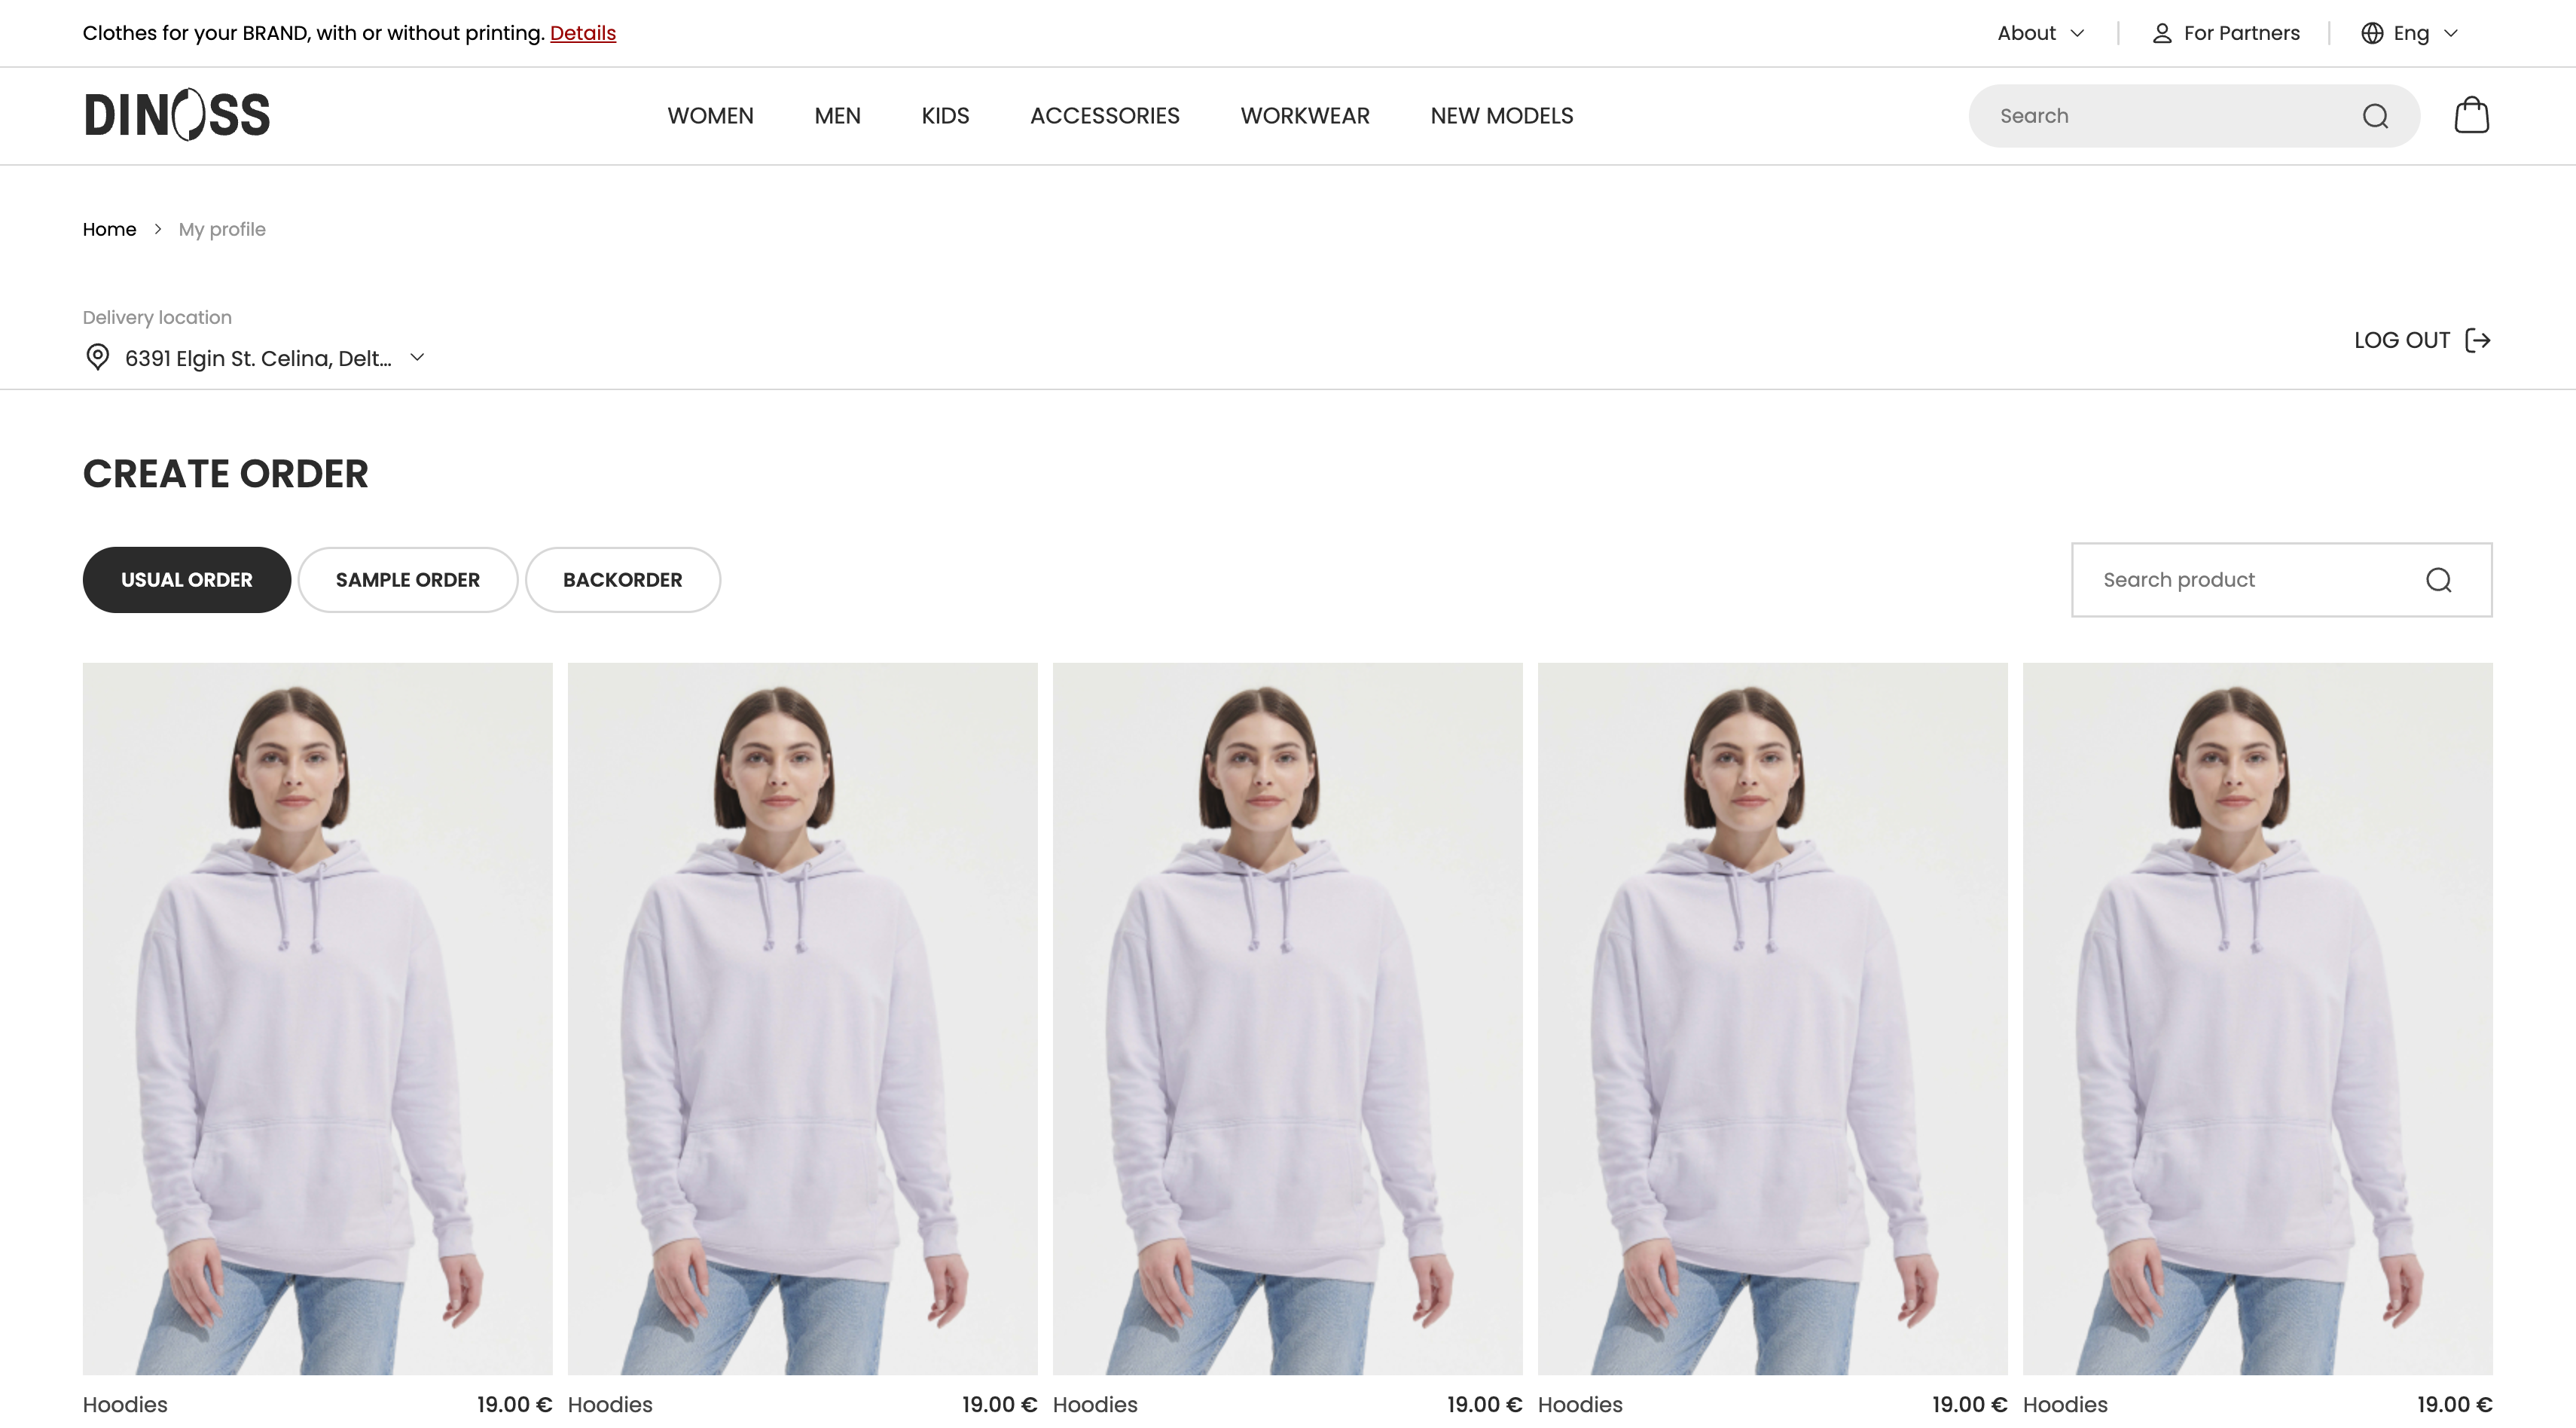 Clothes for your BRAND, with or without printing. Details
About
For Partners
Eng
DINOSS
WOMEN
MEN
KIDS
ACCESSORIES
WORKWEAR
NEW MODELS
Search
Home > My profile
Delivery location
6391 Elgin St. Celina, Delt...
LOG OUT
CREATE ORDER
USUAL ORDER
SAMPLE ORDER
BACKORDER
Search product
Hoodies 19.00 €
Hoodies 19.00 €
Hoodies 19.00 €
Hoodies 19.00 €
Hoodies 19.00 €